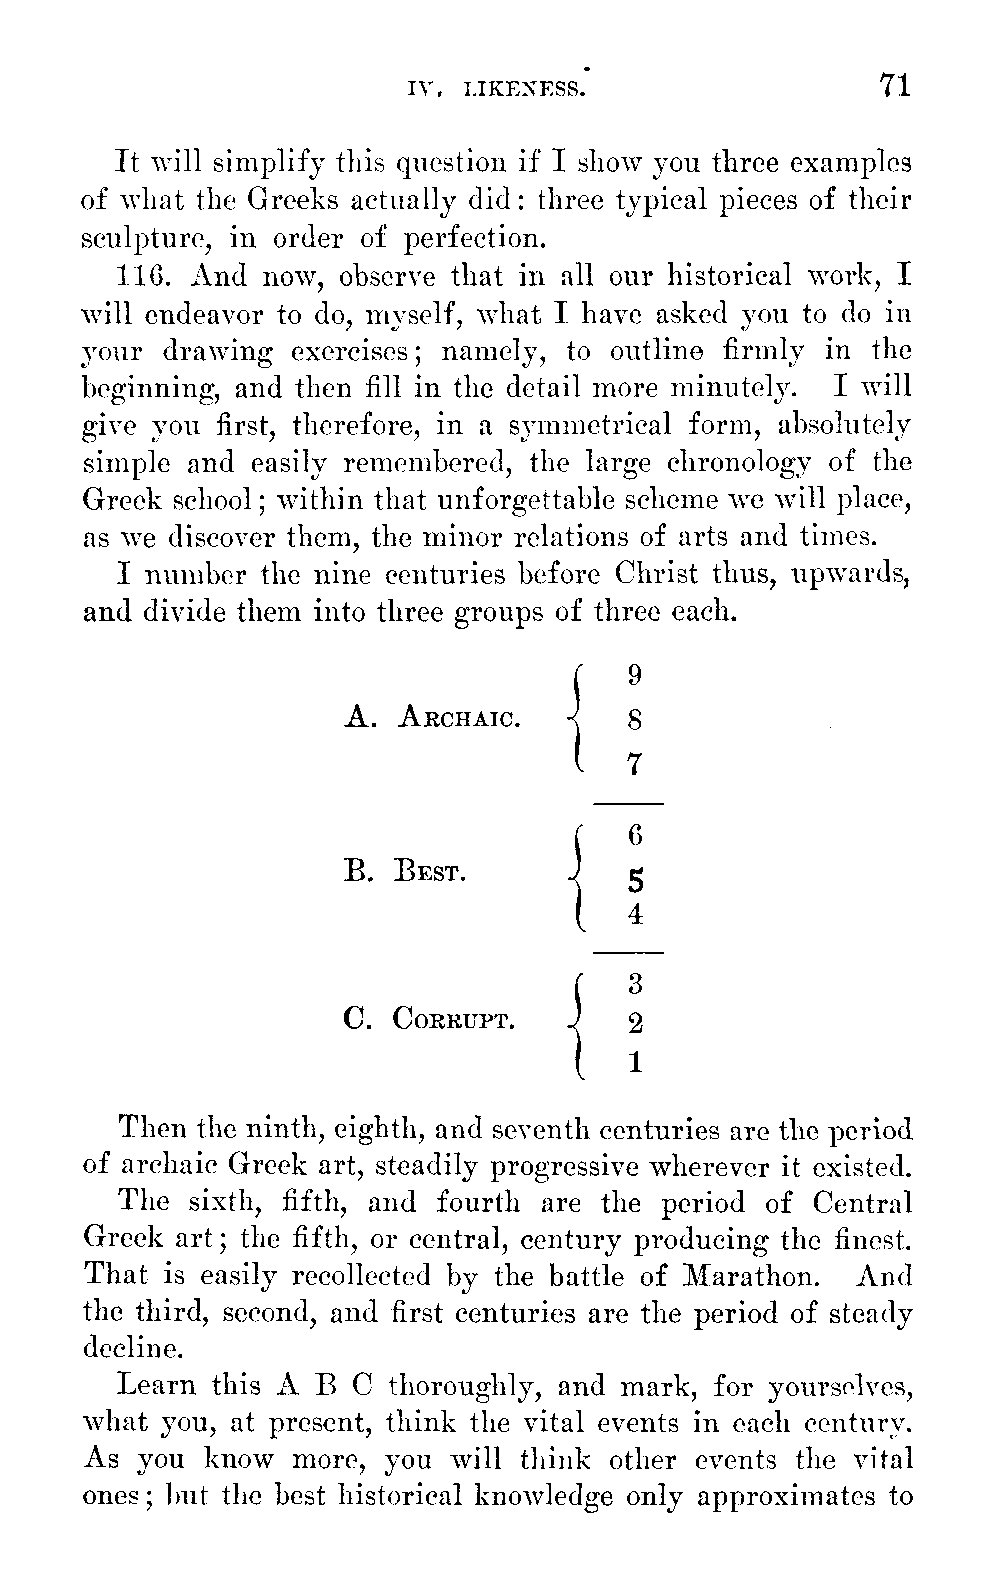 IV. LIKENESS. 71
It will simplify this question if I show you three examples
of what the Greeks actually did: three typical pieces of their
sculpture, in order of perfection.
116. And now, observe that in all our historical work, I
will endeavor to do, myself, what I have asked you to do in
your drawing exercises; namely, to outline firmly in the
beginning, and then fill in the detail more minutely. I will
give you first, therefore, in a symmetrical form, absolutely
simple and easily remembered, the large chronology of the
Greek school; within that unforgettable scheme we will place,
as we discover them, the minor relations of arts and times.
I number the nine centuries before Christ thus, upwards,
and divide them into three groups of three each.
9
A. ARCHAIC. { 8
7
6
B. BEST. { 5
4
3
C. CORRUPT. { 2
1
Then the ninth, eighth, and seventh centuries are the period
of archaic Greek art, steadily progressive wherever it existed.
The sixth, fifth, and fourth are the period of Central
Greek art; the fifth, or central, century producing the finest.
That is easily recollected by the battle of Marathon. And
the third, second, and first centuries are the period of steady
decline.
Learn this A B C thoroughly, and mark, for yourselves,
what you, at present, think the vital events in each century.
As you know more, you will think other events the vital
ones; but the best historical knowledge only approximates to